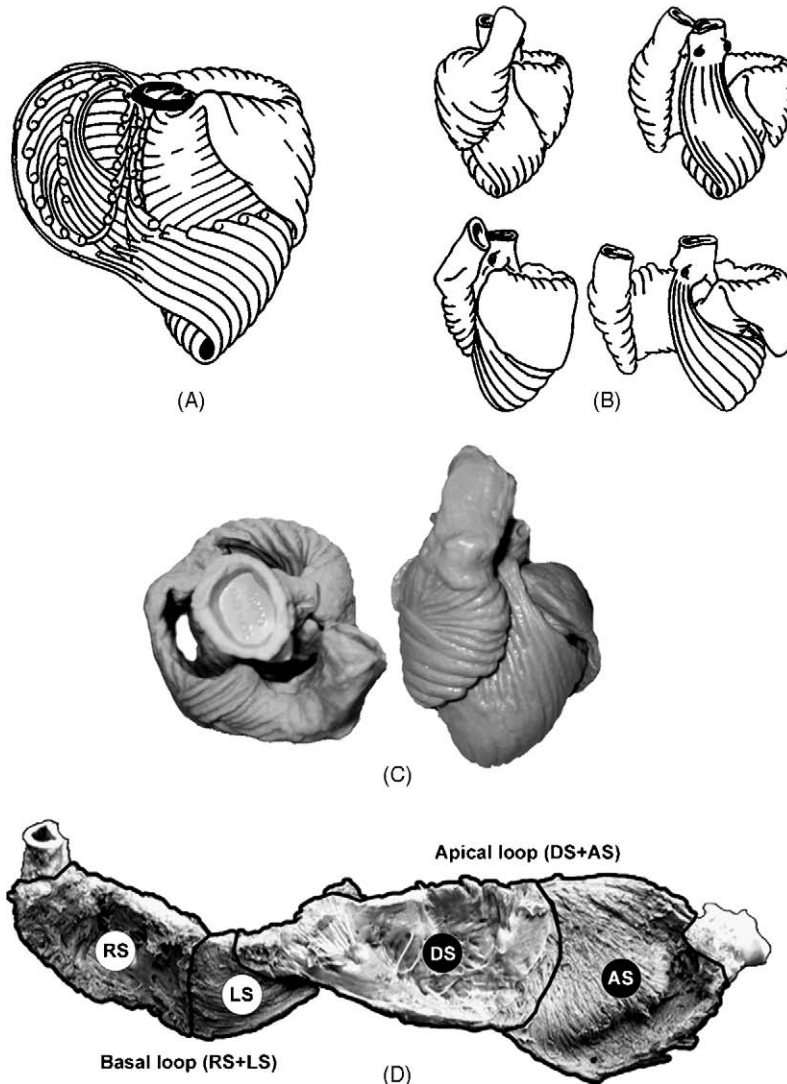 (A)
(B)
(C)
Apical loop (DS+AS)
RS
LS
DS
AS
Basal loop (RS+LS)
(D)